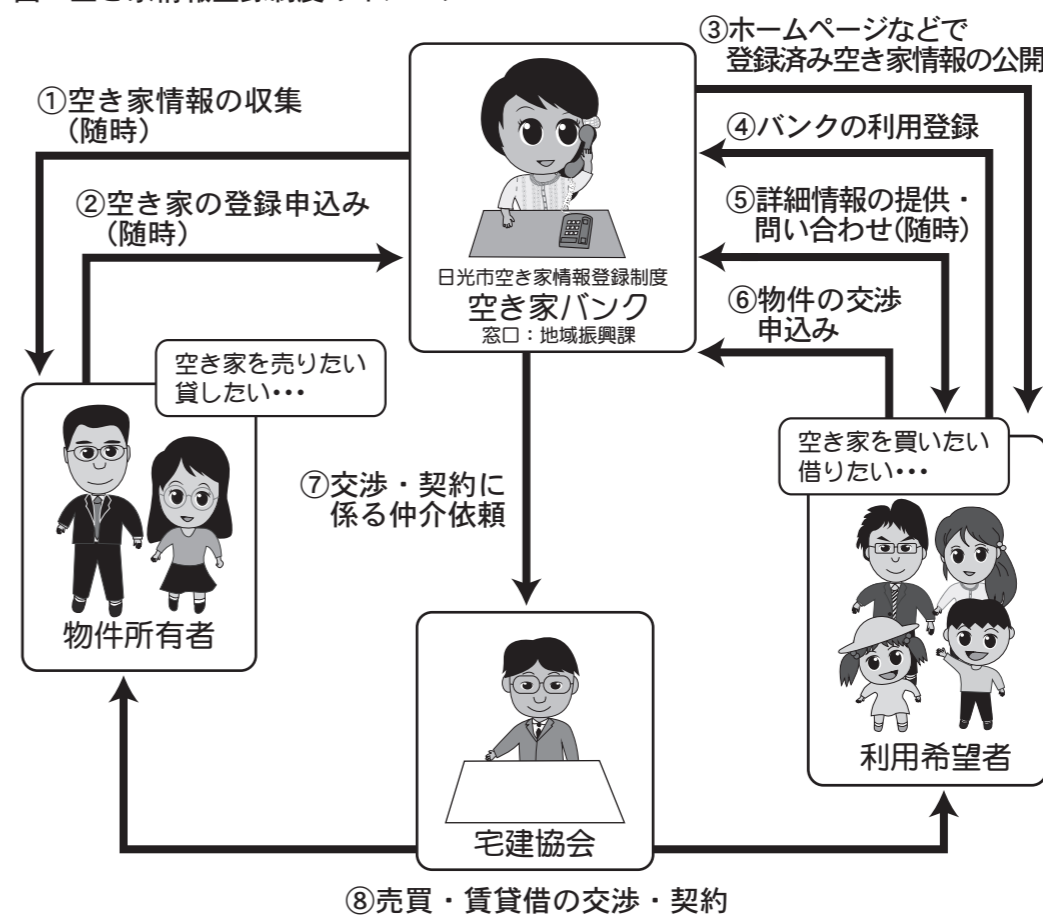 ③ホームページなどで
登録済み空き家情報の公開
①空き家情報の収集
(随時)
④バンクの利用登録
②空き家の登録申込み
(随時)
⑤詳細情報の提供・
問い合わせ(随時)
日光市空き家情報登録制度
空き家バンク
窓口：地域振興課
⑥物件の交渉
申込み
空き家を売りたい
貸したい・・・
空き家を買いたい
借りたい・・・
⑦交渉・契約に
係る仲介依頼
物件所有者
利用希望者
宅建協会
⑧売買・賃貸借の交渉・契約